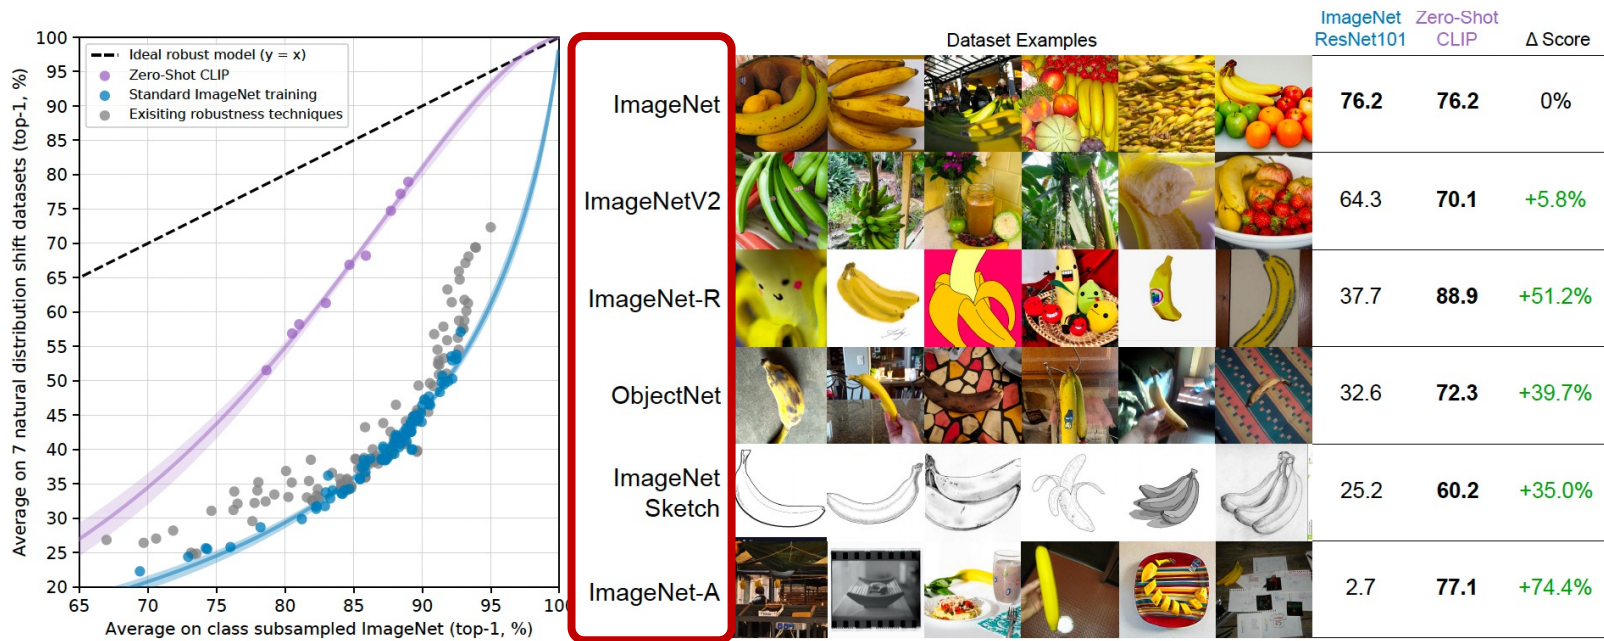 Average on 7 natural distribution shift datasets (top-1, %)
100
95
90
85
80
75
70
65
60
55
50
45
40
35
30
25
20
Ideal robust model (y = x)
Zero-Shot CLIP
Standard ImageNet training
Exisiting robustness techniques
65 70 75 80 85 90 95 100
Average on class subsampled ImageNet (top-1, %)
Dataset Examples
ImageNet
ResNet101
Zero-Shot
CLIP
Δ Score
ImageNet 76.2 76.2 0%
ImageNetV2 64.3 70.1 +5.8%
ImageNet-R 37.7 88.9 +51.2%
ObjectNet 32.6 72.3 +39.7%
ImageNet
Sketch 25.2 60.2 +35.0%
ImageNet-A 2.7 77.1 +74.4%